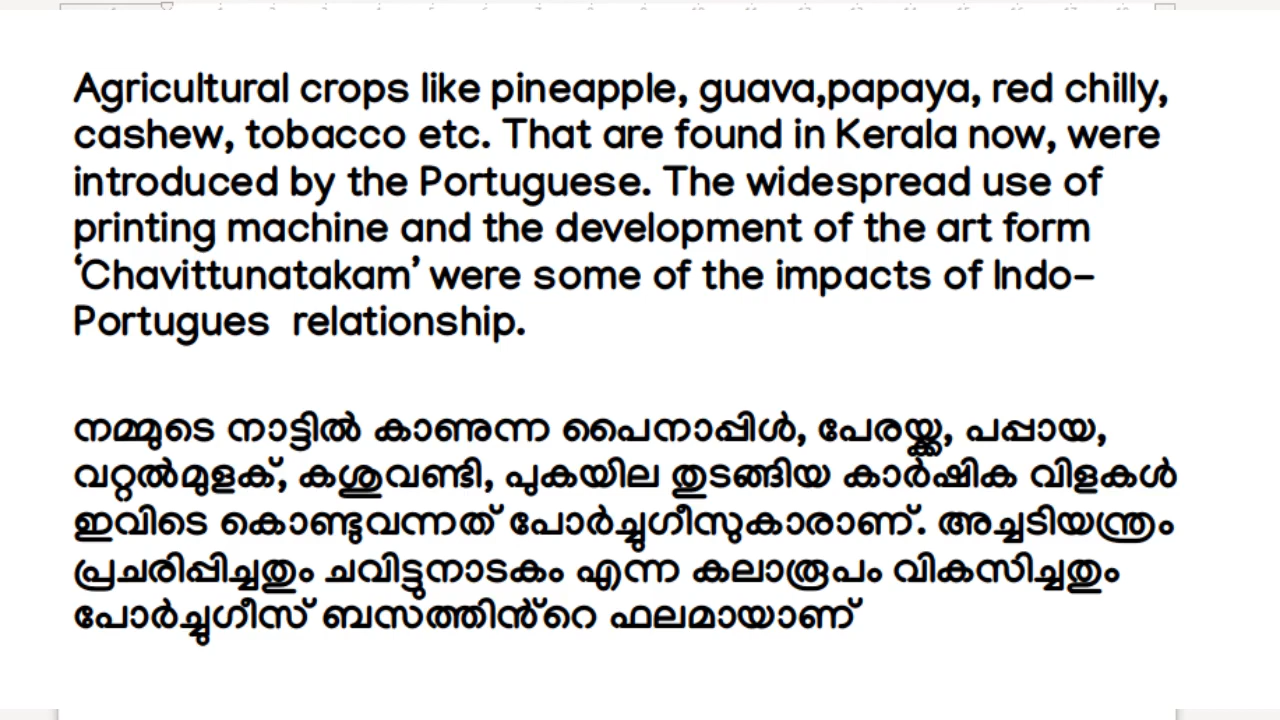 Agricultural crops like pineapple, guava,papaya, red chilly,
cashew, tobacco etc. That are found in Kerala now, were
introduced by the Portuguese. The widespread use of
printing machine and the development of the art form
‘Chavittunatakam’ were some of the impacts of Indo-
Portugues  relationship.
നമ്മുടെ നാട്ടിൽ കാണുന്ന പൈനാപ്പിൾ, പേരയ്ക്ക, പപ്പായ,
വറ്റൽമുളക്, കശുവണ്ടി, പുകയില തുടങ്ങിയ കാർഷിക വിളകൾ
ഇവിടെ കൊണ്ടുവന്നത് പോർച്ചുഗീസുകാരാണ്. അച്ചടിയന്ത്രം
പ്രചരിപ്പിച്ചതും ചവിട്ടുനാടകം എന്ന കലാരൂപം വികസിച്ചതും
പോർച്ചുഗീസ് ബസത്തിൻ്റെ ഫലമായാണ്